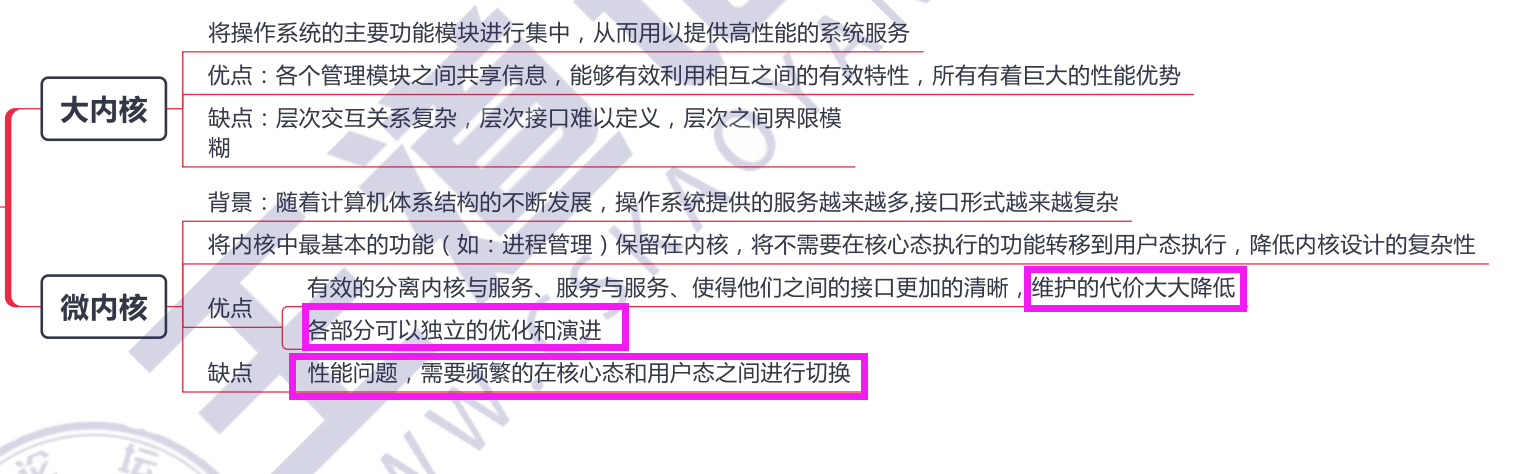 将操作系统的主要功能模块进行集中，从而用以提供高性能的系统服务
优点：各个管理模块之间共享信息，能够有效利用相互之间的有效特性，所有有着巨大的性能优势
大内核
缺点：层次交互关系复杂，层次接口难以定义，层次之间界限模
糊
背景：随着计算机体系结构的不断发展，操作系统提供的服务越来越多,接口形式越来越复杂
将内核中最基本的功能（如：进程管理）保留在内核，将不需要在核心态执行的功能转移到用户态执行，降低内核设计的复杂性
微内核
优点
有效的分离内核与服务、服务与服务、使得他们之间的接口更加的清晰，维护的代价大大降低
各部分可以独立的优化和演进
缺点
性能问题，需要频繁的在核心态和用户态之间进行切换
王道论
WW.CSKAOYAN
论坛